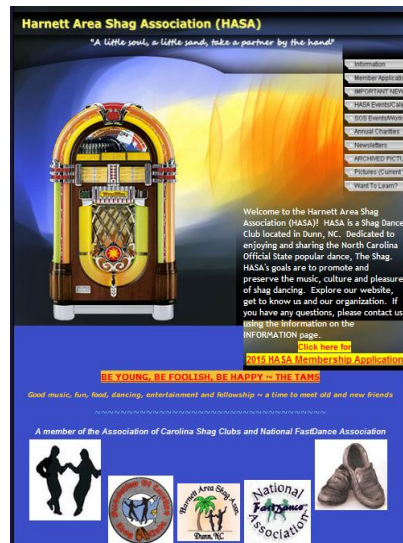 Harnett Area Shag Association (HASA)
"A little soul, a little sand, take a partner by the hand"
Information
Member Application
IMPORTANT NEW
HASA Events/Cale
SOS Events/Work
Annual Charities
Newsletters
ARCHIVED PICTU
Pictures (Current
Want To Learn?
Welcome to the Harnett Area Shag
Association (HASA)! HASA is a Shag Dance
Club located in Dunn, NC. Dedicated to
enjoying and sharing the North Carolina
Official State popular dance, The Shag.
HASA's goals are to promote and
preserve the music, culture and pleasure
of shag dancing. Explore our website,
get to know us and our organization. If
you have any questions, please contact us
using the information on the
INFORMATION page.
Click here for
2015 HASA Membership Application
BE YOUNG, BE FOOLISH, BE HAPPY ~ THE TAMS
Good music, fun, food, dancing, entertainment and fellowship ~ a time to meet old and new friends
~~~~~~~~~~~~~~~~~~~~~~~~~~~~~~~~~~~~
A member of the Association of Carolina Shag Clubs and National FastDance Association
Harnett Area Shag Assoc.
Dunn, NC
National
FastDance
Association